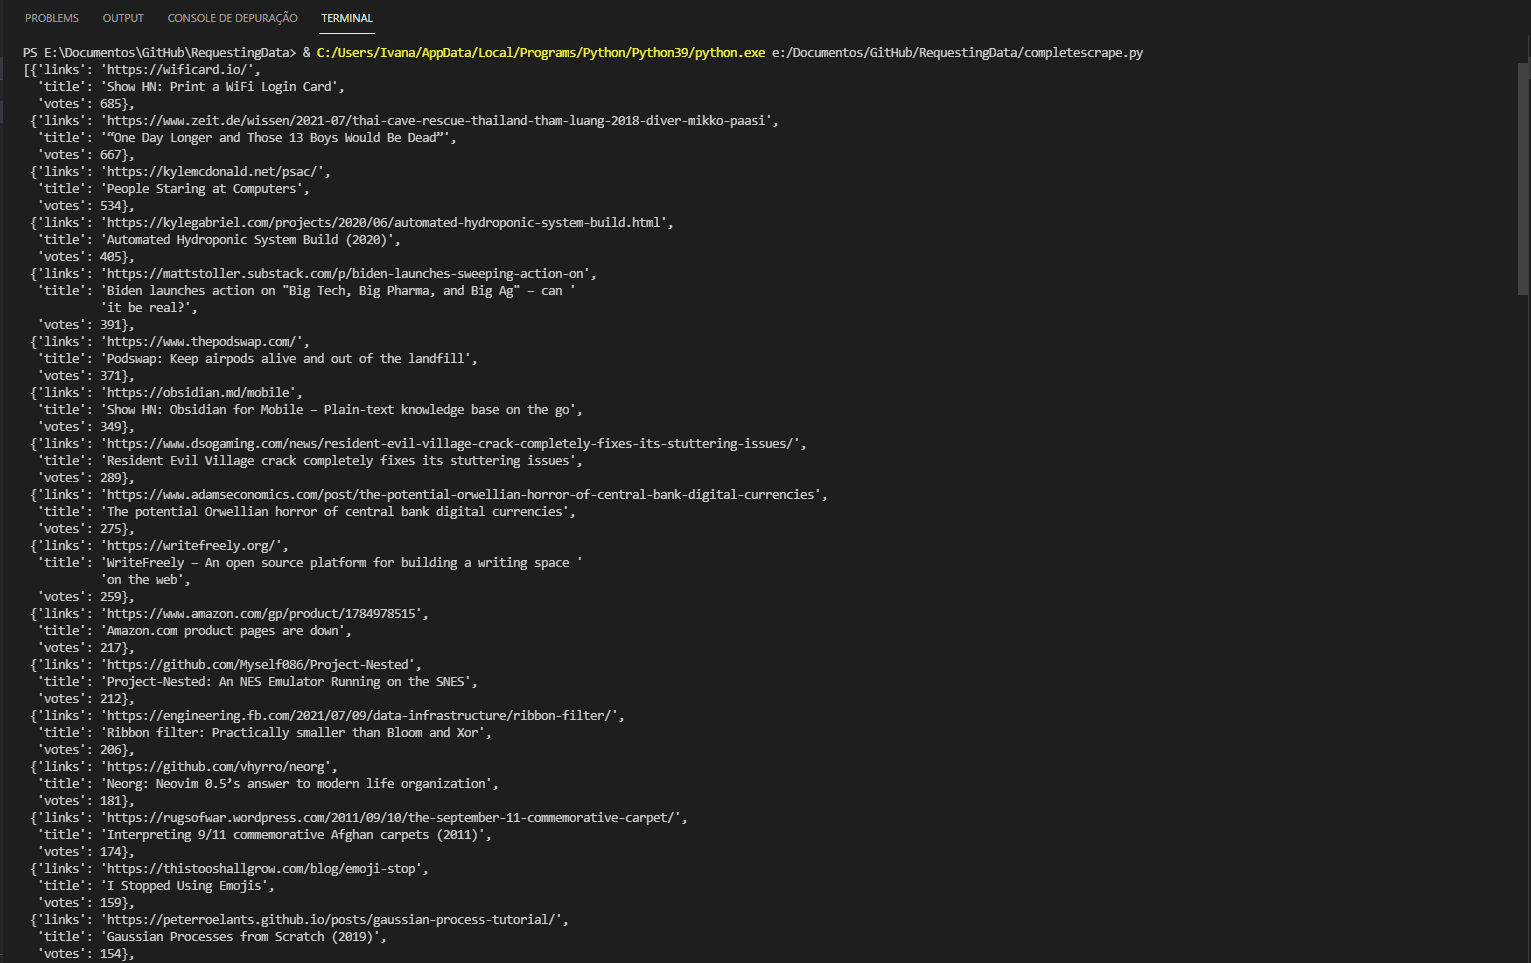 PROBLEMS OUTPUT CONSOLE DE DEPURAÇÃO TERMINAL
PS E:\Documentos\GitHub\RequestingData> & C:/Users/Ivana/AppData/Local/Programs/Python/Python39/python.exe e:/Documentos/GitHub/RequestingData/completescrape.py
[{'links': 'https://wificard.io/',
'title': 'Show HN: Print a WiFi Login Card',
'votes': 685},
{'links': 'https://www.zeit.de/wissen/2021-07/thai-cave-rescue-thailand-tham-luang-2018-diver-mikko-paasi',
'title': '“One Day Longer and Those 13 Boys Would Be Dead”',
'votes': 667},
{'links': 'https://kylemcdonald.net/psac/',
'title': 'People Staring at Computers',
'votes': 534},
{'links': 'https://kylegabriel.com/projects/2020/06/automated-hydroponic-system-build.html',
'title': 'Automated Hydroponic System Build (2020)',
'votes': 405},
{'links': 'https://mattstoller.substack.com/p/biden-launches-sweeping-action-on',
'title': 'Biden launches action on "Big Tech, Big Pharma, and Big Ag" – can '
'it be real?',
'votes': 391},
{'links': 'https://www.thepodswap.com/',
'title': 'Podswap: Keep airpods alive and out of the landfill',
'votes': 371},
{'links': 'https://obsidian.md/mobile',
'title': 'Show HN: Obsidian for Mobile – Plain-text knowledge base on the go',
'votes': 349},
{'links': 'https://www.dsogaming.com/news/resident-evil-village-crack-completely-fixes-its-stuttering-issues/',
'title': 'Resident Evil Village crack completely fixes its stuttering issues',
'votes': 289},
{'links': 'https://www.adamseconomics.com/post/the-potential-orwellian-horror-of-central-bank-digital-currencies',
'title': 'The potential Orwellian horror of central bank digital currencies',
'votes': 275},
{'links': 'https://writefreely.org/',
'title': 'WriteFreely – An open source platform for building a writing space '
'on the web',
'votes': 259},
{'links': 'https://www.amazon.com/gp/product/1784978515',
'title': 'Amazon.com product pages are down',
'votes': 217},
{'links': 'https://github.com/Myself086/Project-Nested',
'title': 'Project-Nested: An NES Emulator Running on the SNES',
'votes': 212},
{'links': 'https://engineering.fb.com/2021/07/09/data-infrastructure/ribbon-filter/',
'title': 'Ribbon filter: Practically smaller than Bloom and Xor',
'votes': 206},
{'links': 'https://github.com/vhyrro/neorg',
'title': 'Neorg: Neovim 0.5’s answer to modern life organization',
'votes': 181},
{'links': 'https://rugsofwar.wordpress.com/2011/09/10/the-september-11-commemorative-carpet/',
'title': 'Interpreting 9/11 commemorative Afghan carpets (2011)',
'votes': 174},
{'links': 'https://thistooshallgrow.com/blog/emoji-stop',
'title': 'I Stopped Using Emojis',
'votes': 159},
{'links': 'https://peterroelants.github.io/posts/gaussian-process-tutorial/',
'title': 'Gaussian Processes from Scratch (2019)',
'votes': 154},